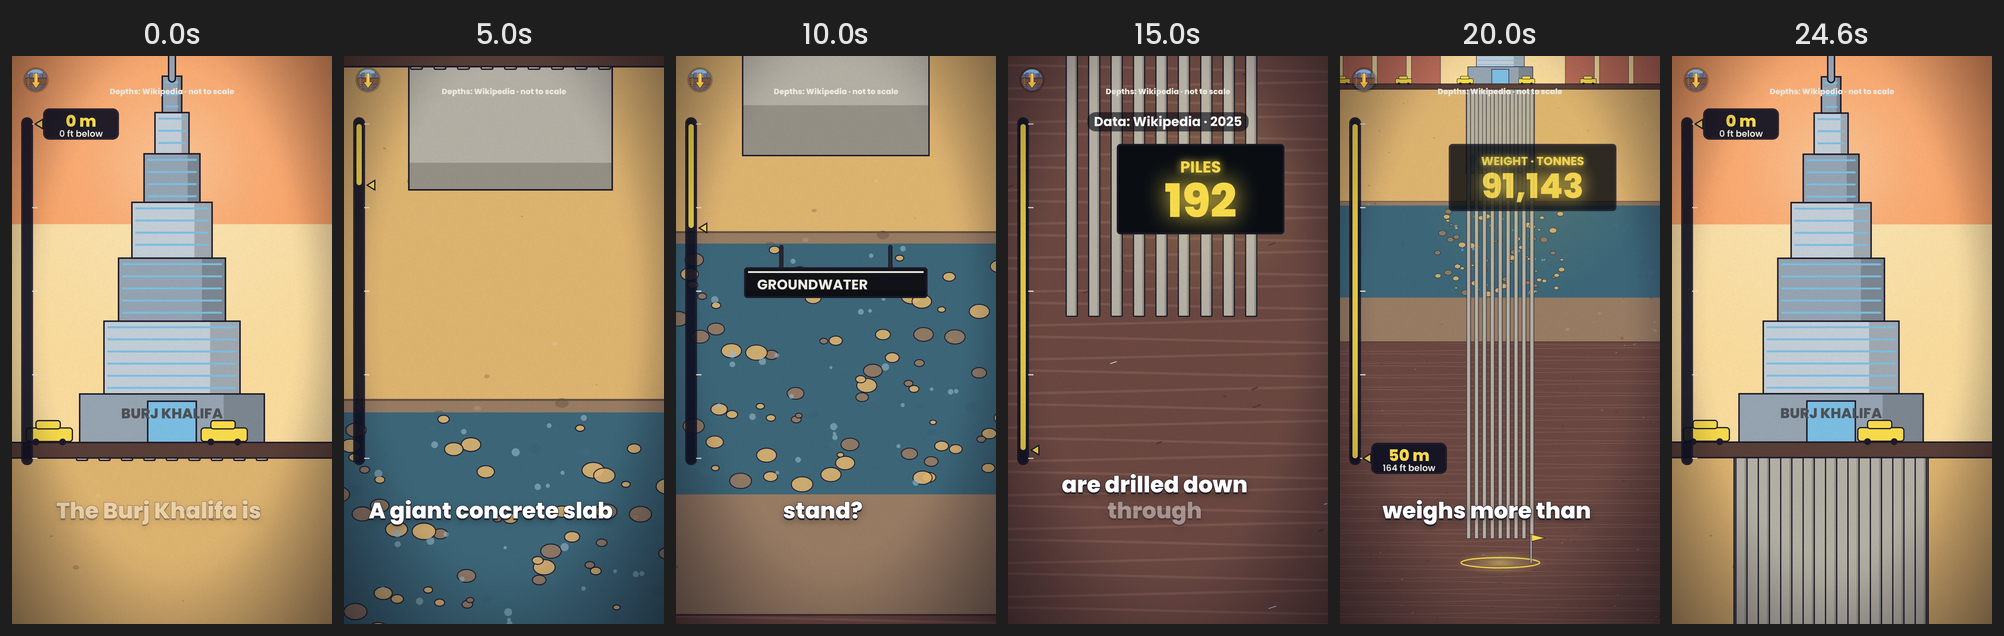 0.0s
Depths: Wikipedia · not to scale
0 m
0 ft below
BURJ KHALIFA
The Burj Khalifa is
5.0s
Depths: Wikipedia · not to scale
A giant concrete slab
10.0s
Depths: Wikipedia · not to scale
GROUNDWATER
stand?
15.0s
Depths: Wikipedia · not to scale
Data: Wikipedia · 2025
PILES
192
are drilled down
through
20.0s
Depths: Wikipedia · not to scale
WEIGHT · TONNES
91,143
50 m
164 ft below
weighs more than
24.6s
Depths: Wikipedia · not to scale
0 m
0 ft below
BURJ KHALIFA